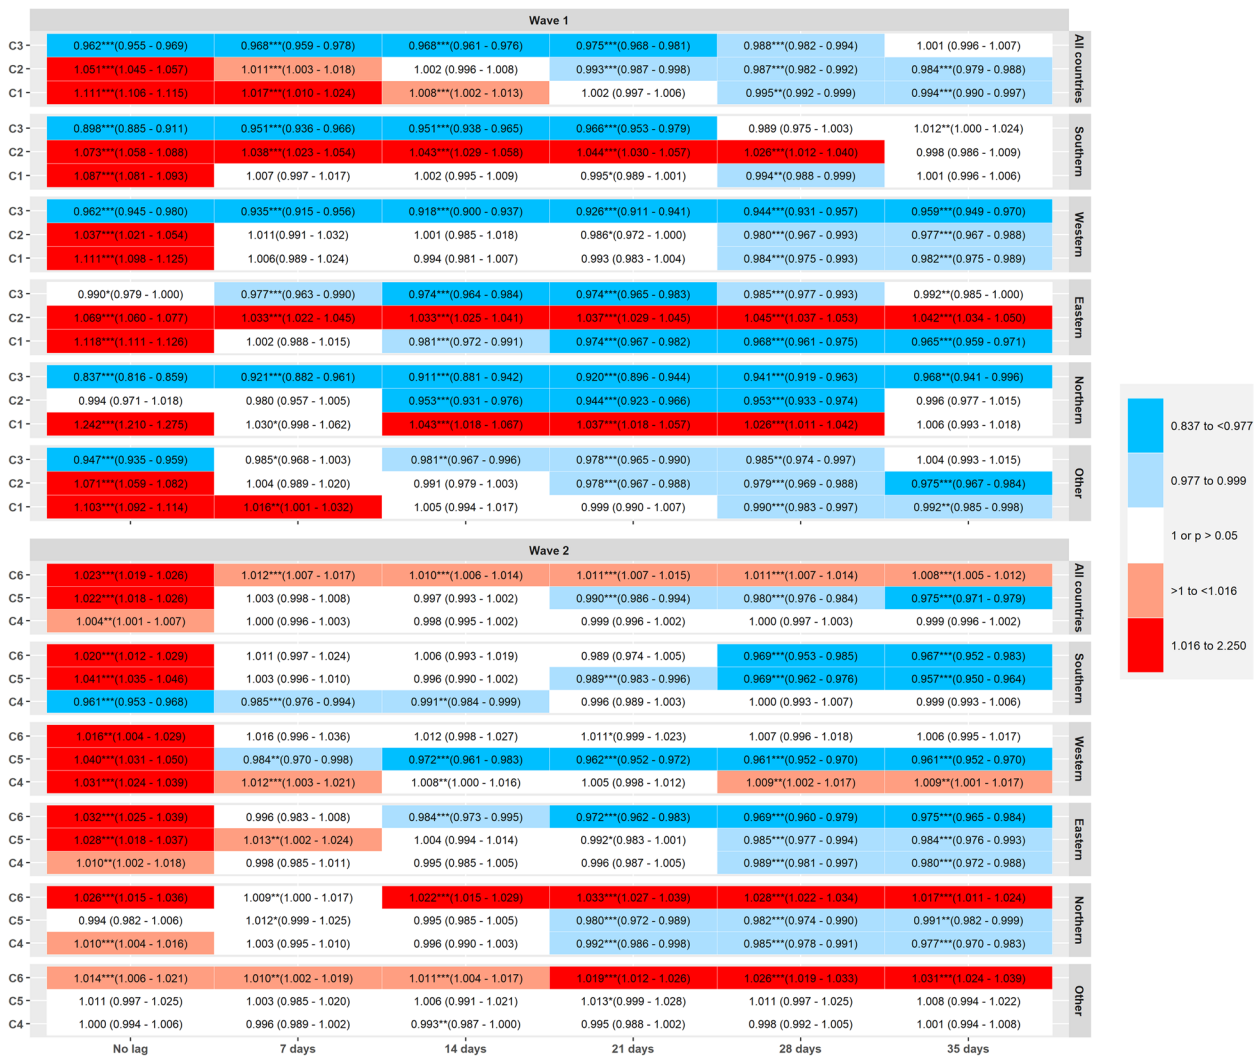 Wave 1
C3 0.962***(0.955 - 0.969) 0.968***(0.959 - 0.978) 0.968***(0.961 - 0.976) 0.975***(0.968 - 0.981) 0.988***(0.982 - 0.994) 1.001 (0.996 - 1.007)
C2 1.051***(1.045 - 1.057) 1.011***(1.003 - 1.018) 1.002 (0.996 - 1.008) 0.993***(0.987 - 0.998) 0.987***(0.982 - 0.992) 0.984***(0.979 - 0.988)
C1 1.111***(1.106 - 1.115) 1.017***(1.010 - 1.024) 1.008***(1.002 - 1.013) 1.002 (0.997 - 1.006) 0.995**(0.992 - 0.999) 0.994***(0.990 - 0.997)
All countries
C3 0.898***(0.885 - 0.911) 0.951***(0.936 - 0.966) 0.951***(0.938 - 0.965) 0.966***(0.953 - 0.979) 0.989 (0.975 - 1.003) 1.012**(1.000 - 1.024)
C2 1.073***(1.058 - 1.088) 1.038***(1.023 - 1.054) 1.043***(1.029 - 1.058) 1.044***(1.030 - 1.057) 1.026***(1.012 - 1.040) 0.998 (0.986 - 1.009)
C1 1.087***(1.081 - 1.093) 1.007 (0.997 - 1.017) 1.002 (0.995 - 1.009) 0.995*(0.989 - 1.001) 0.994**(0.988 - 0.999) 1.001 (0.996 - 1.006)
Southern
C3 0.962***(0.945 - 0.980) 0.935***(0.915 - 0.956) 0.918***(0.900 - 0.937) 0.926***(0.911 - 0.941) 0.944***(0.931 - 0.957) 0.959***(0.949 - 0.970)
C2 1.037***(1.021 - 1.054) 1.011(0.991 - 1.032) 1.001 (0.985 - 1.018) 0.986*(0.972 - 1.000) 0.980***(0.967 - 0.993) 0.977***(0.967 - 0.988)
C1 1.111***(1.098 - 1.125) 1.006(0.989 - 1.024) 0.994 (0.981 - 1.007) 0.993 (0.983 - 1.004) 0.984***(0.975 - 0.993) 0.982***(0.975 - 0.989)
Western
C3 0.990*(0.979 - 1.000) 0.977***(0.963 - 0.990) 0.974***(0.964 - 0.984) 0.974***(0.965 - 0.983) 0.985***(0.977 - 0.993) 0.992**(0.985 - 1.000)
C2 1.069***(1.060 - 1.077) 1.033***(1.022 - 1.045) 1.033***(1.025 - 1.041) 1.037***(1.029 - 1.045) 1.045***(1.037 - 1.053) 1.042***(1.034 - 1.050)
C1 1.118***(1.111 - 1.126) 1.002 (0.988 - 1.015) 0.981***(0.972 - 0.991) 0.974***(0.967 - 0.982) 0.968***(0.961 - 0.975) 0.965***(0.959 - 0.971)
Eastern
C3 0.837***(0.816 - 0.859) 0.921***(0.882 - 0.961) 0.911***(0.881 - 0.942) 0.920***(0.896 - 0.944) 0.941***(0.919 - 0.963) 0.968**(0.941 - 0.996)
C2 0.994 (0.971 - 1.018) 0.980 (0.957 - 1.005) 0.953***(0.931 - 0.976) 0.944***(0.923 - 0.966) 0.953***(0.933 - 0.974) 0.996 (0.977 - 1.015)
C1 1.242***(1.210 - 1.275) 1.030*(0.998 - 1.062) 1.043***(1.018 - 1.067) 1.037***(1.018 - 1.057) 1.026***(1.011 - 1.042) 1.006 (0.993 - 1.018)
Northern
C3 0.947***(0.935 - 0.959) 0.985*(0.968 - 1.003) 0.981**(0.967 - 0.996) 0.978***(0.965 - 0.990) 0.985**(0.974 - 0.997) 1.004 (0.993 - 1.015)
C2 1.071***(1.059 - 1.082) 1.004 (0.989 - 1.020) 0.991 (0.979 - 1.003) 0.978***(0.967 - 0.988) 0.979***(0.969 - 0.988) 0.975***(0.967 - 0.984)
C1 1.103***(1.092 - 1.114) 1.016**(1.001 - 1.032) 1.005 (0.994 - 1.017) 0.999 (0.990 - 1.007) 0.990***(0.983 - 0.997) 0.992**(0.985 - 0.998)
Other
Wave 2
C6 1.023***(1.019 - 1.026) 1.012***(1.007 - 1.017) 1.010***(1.006 - 1.014) 1.011***(1.007 - 1.015) 1.011***(1.007 - 1.014) 1.008***(1.005 - 1.012)
C5 1.022***(1.018 - 1.026) 1.003 (0.998 - 1.008) 0.997 (0.993 - 1.002) 0.990***(0.986 - 0.994) 0.980***(0.976 - 0.984) 0.975***(0.971 - 0.979)
C4 1.004**(1.001 - 1.007) 1.000 (0.996 - 1.003) 0.998 (0.995 - 1.002) 0.999 (0.996 - 1.002) 1.000 (0.997 - 1.003) 0.999 (0.996 - 1.002)
All countries
C6 1.020***(1.012 - 1.029) 1.011 (0.997 - 1.024) 1.006 (0.993 - 1.019) 0.989 (0.974 - 1.005) 0.969***(0.953 - 0.985) 0.967***(0.952 - 0.983)
C5 1.041***(1.035 - 1.046) 1.003 (0.996 - 1.010) 0.996 (0.990 - 1.002) 0.989***(0.983 - 0.996) 0.969***(0.962 - 0.976) 0.957***(0.950 - 0.964)
C4 0.961***(0.953 - 0.968) 0.985***(0.976 - 0.994) 0.991**(0.984 - 0.999) 0.996 (0.989 - 1.003) 1.000 (0.993 - 1.007) 0.999 (0.993 - 1.006)
Southern
C6 1.016**(1.004 - 1.029) 1.016 (0.996 - 1.036) 1.012 (0.998 - 1.027) 1.011*(0.999 - 1.023) 1.007 (0.996 - 1.018) 1.006 (0.995 - 1.017)
C5 1.040***(1.031 - 1.050) 0.984**(0.970 - 0.998) 0.972***(0.961 - 0.983) 0.962***(0.952 - 0.972) 0.961***(0.952 - 0.970) 0.961***(0.952 - 0.970)
C4 1.031***(1.024 - 1.039) 1.012***(1.003 - 1.021) 1.008**(1.000 - 1.016) 1.005 (0.998 - 1.012) 1.009**(1.002 - 1.017) 1.009**(1.001 - 1.017)
Western
C6 1.032***(1.025 - 1.039) 0.996 (0.983 - 1.008) 0.984***(0.973 - 0.995) 0.972***(0.962 - 0.983) 0.969***(0.960 - 0.979) 0.975***(0.965 - 0.984)
C5 1.028***(1.018 - 1.037) 1.013**(1.002 - 1.024) 1.004 (0.994 - 1.014) 0.992*(0.983 - 1.001) 0.985***(0.977 - 0.994) 0.984***(0.976 - 0.993)
C4 1.010**(1.002 - 1.018) 0.998 (0.985 - 1.011) 0.995 (0.985 - 1.005) 0.996 (0.987 - 1.005) 0.989***(0.981 - 0.997) 0.980***(0.972 - 0.988)
Eastern
C6 1.026***(1.015 - 1.036) 1.009**(1.000 - 1.017) 1.022***(1.015 - 1.029) 1.033***(1.027 - 1.039) 1.028***(1.022 - 1.034) 1.017***(1.011 - 1.024)
C5 0.994 (0.982 - 1.006) 1.012*(0.999 - 1.025) 0.995 (0.985 - 1.005) 0.980***(0.972 - 0.989) 0.982***(0.974 - 0.990) 0.991**(0.982 - 0.999)
C4 1.010***(1.004 - 1.016) 1.003 (0.995 - 1.010) 0.996 (0.990 - 1.003) 0.992***(0.986 - 0.998) 0.985***(0.978 - 0.991) 0.977***(0.970 - 0.983)
Northern
C6 1.014***(1.006 - 1.021) 1.010**(1.002 - 1.019) 1.011***(1.004 - 1.017) 1.019***(1.012 - 1.026) 1.026***(1.019 - 1.033) 1.031***(1.024 - 1.039)
C5 1.011 (0.997 - 1.025) 1.003 (0.985 - 1.020) 1.006 (0.991 - 1.021) 1.013*(0.999 - 1.028) 1.011 (0.997 - 1.025) 1.008 (0.994 - 1.022)
C4 1.000 (0.994 - 1.006) 0.996 (0.989 - 1.002) 0.993**(0.987 - 1.000) 0.995 (0.988 - 1.002) 0.998 (0.992 - 1.005) 1.001 (0.994 - 1.008)
Other
No lag 7 days 14 days 21 days 28 days 35 days
0.837 to <0.977
0.977 to 0.999
1 or p > 0.05
>1 to <1.016
1.016 to 2.250